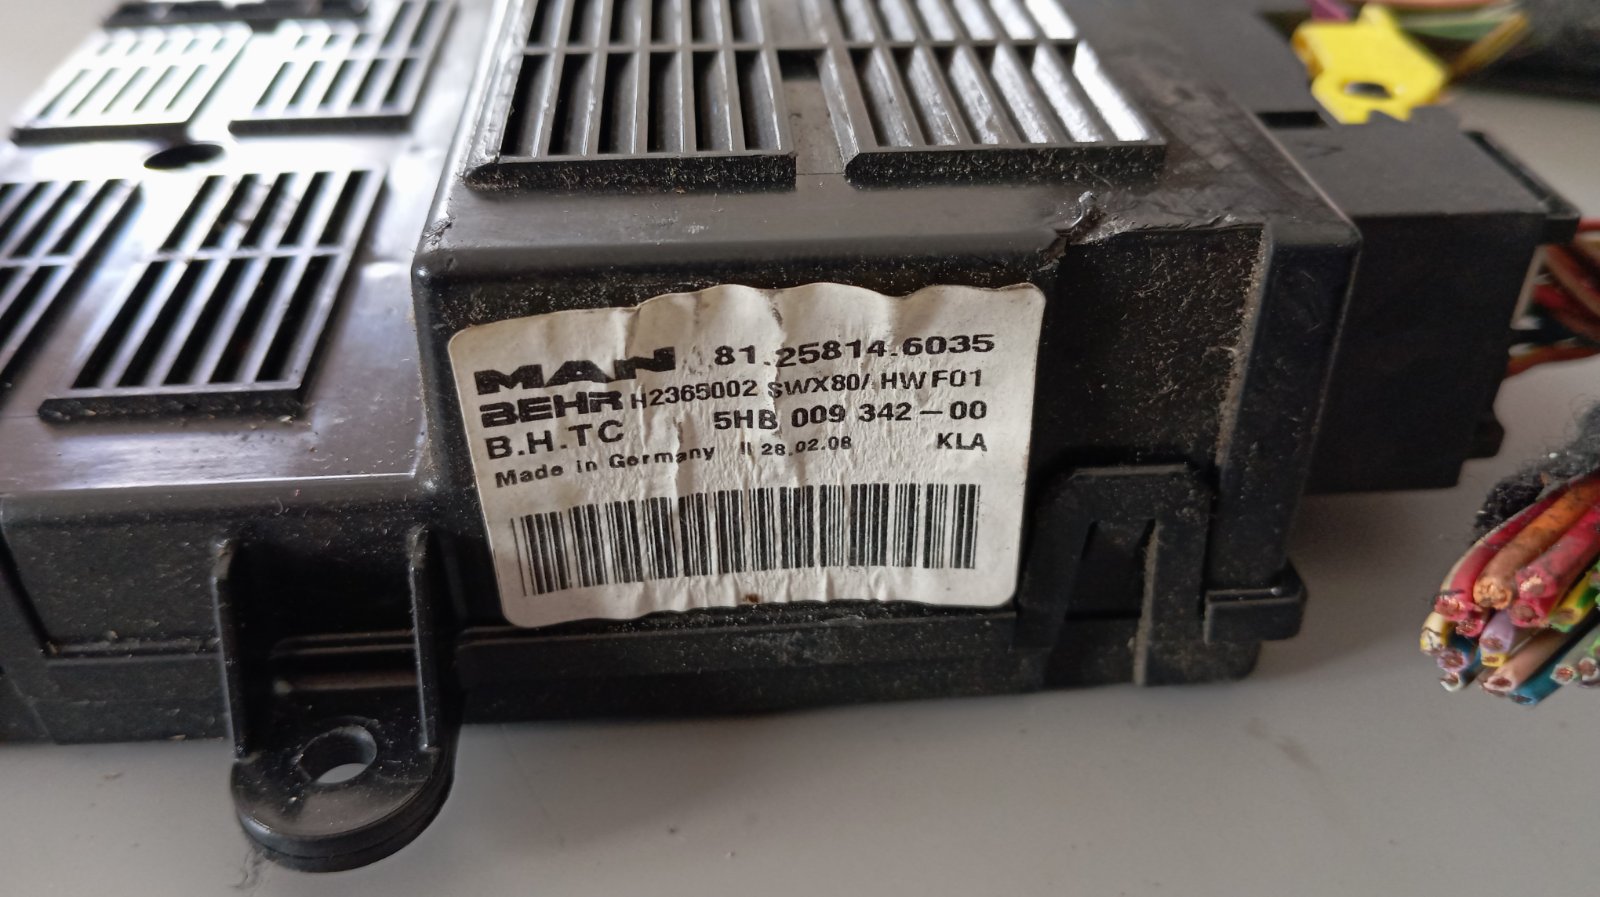 MAN 81.25814.6035
BEHR H2365002 SWX80/ HWF01
B.H.TC 5HB 009 342-00
Made in Germany II 28.02.08 KLA